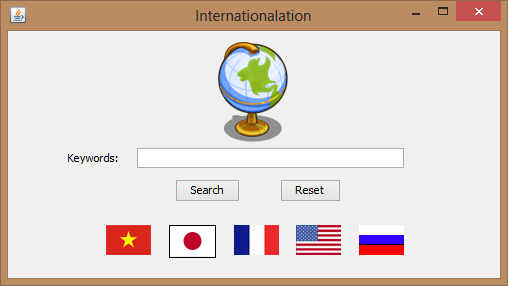 Internationalation
Keywords:
Search Reset